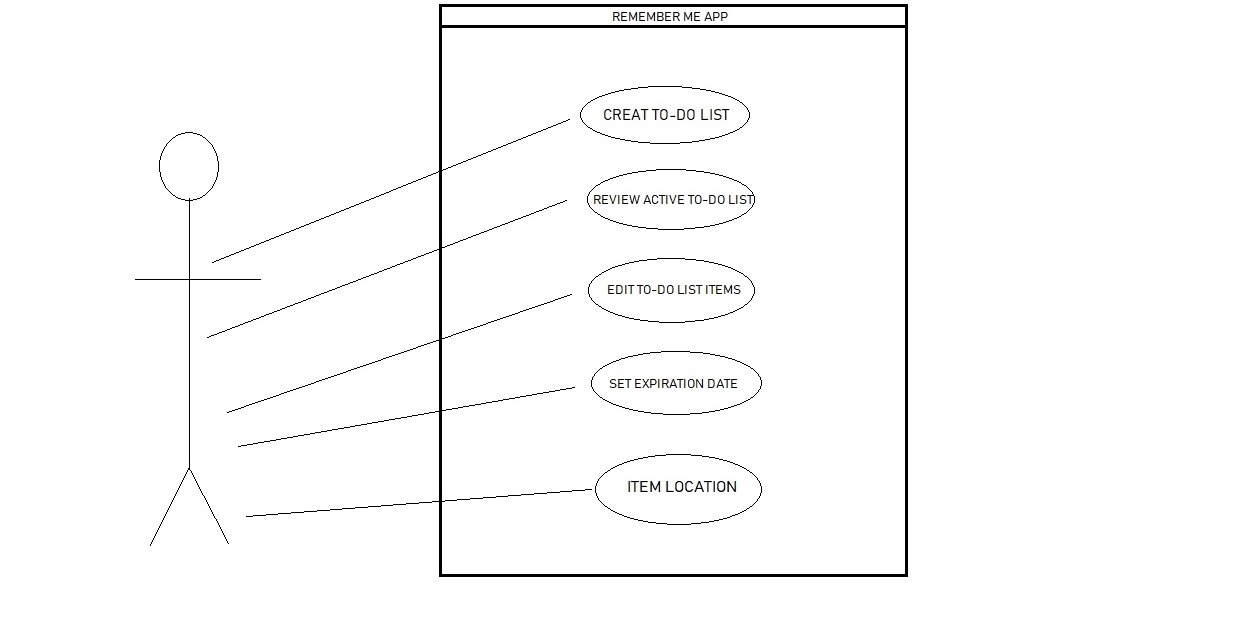 REMEMBER ME APP
CREAT TO-DO LIST
REVIEW ACTIVE TO-DO LIST
EDIT TO-DO LIST ITEMS
SET EXPIRATION DATE
ITEM LOCATION